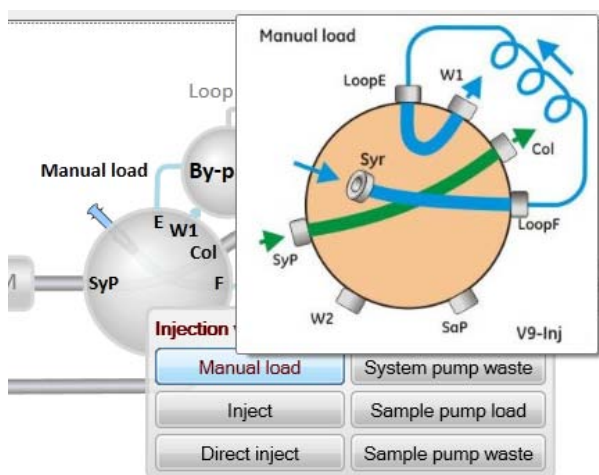 Manual load
LoopE
W1
Syr
Col
LoopF
SyP
W2
SaP
V9-Inj
Loop
Manual load
By-p
E
W1
Col
SyP
F
Injection
Manual load
System pump waste
Inject
Sample pump load
Direct inject
Sample pump waste